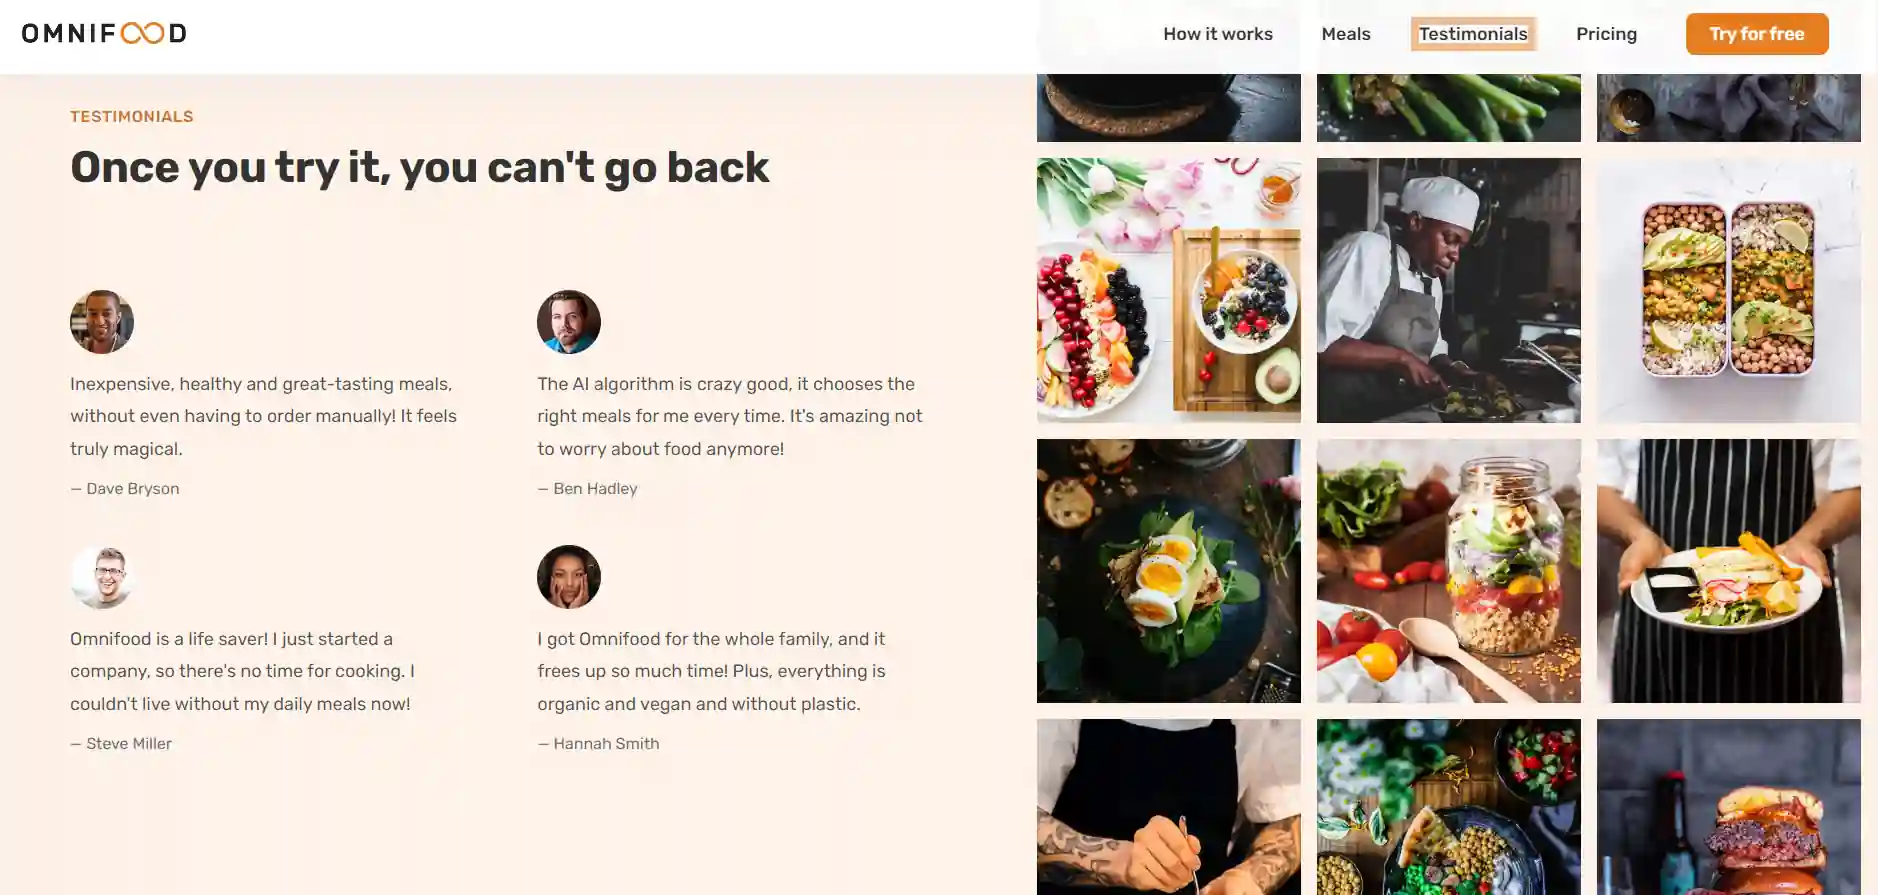 OMNIFOOD
How it works
Meals
Testimonials
Pricing
Try for free
TESTIMONIALS
Once you try it, you can't go back
Inexpensive, healthy and great-tasting meals,
without even having to order manually! It feels
truly magical.
— Dave Bryson
The AI algorithm is crazy good, it chooses the
right meals for me every time. It's amazing not
to worry about food anymore!
— Ben Hadley
Omnifood is a life saver! I just started a
company, so there's no time for cooking. I
couldn't live without my daily meals now!
— Steve Miller
I got Omnifood for the whole family, and it
frees up so much time! Plus, everything is
organic and vegan and without plastic.
— Hannah Smith